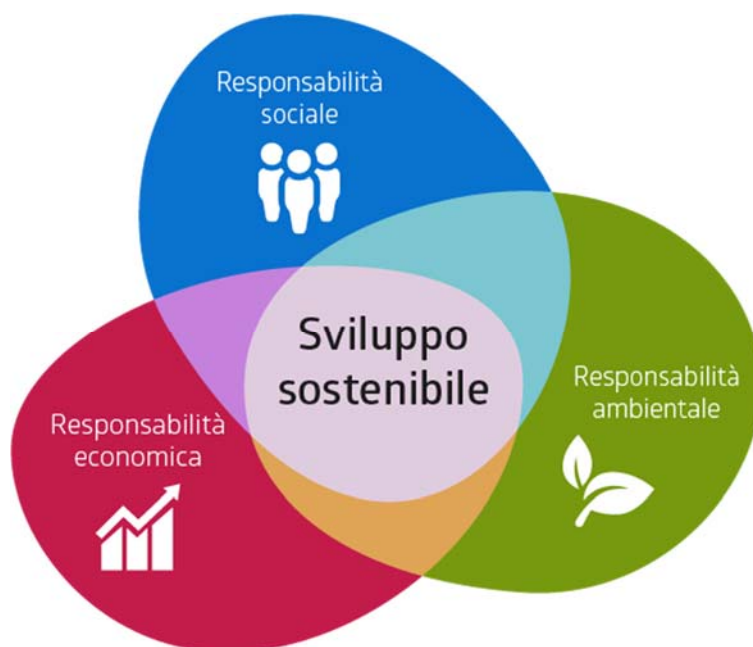 Responsabilità
sociale
Sviluppo
sostenibile
Responsabilità
ambientale
Responsabilità
economica